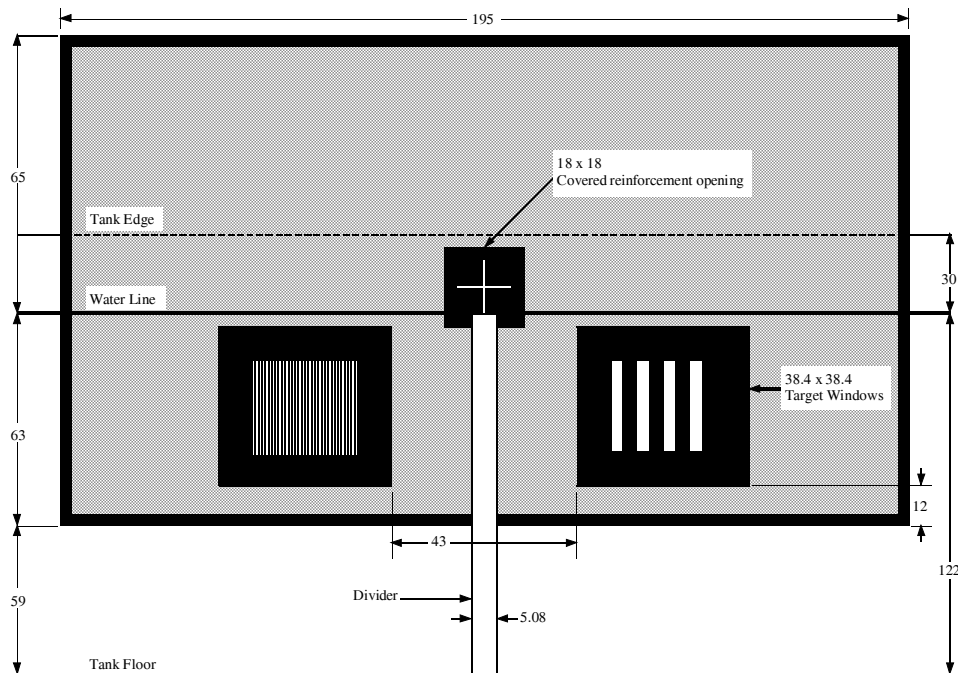 195
18 x 18
Covered reinforcement opening
65
Tank Edge
30
Water Line
38.4 x 38.4
Target Windows
63
12
43
122
Divider
59
5.08
Tank Floor